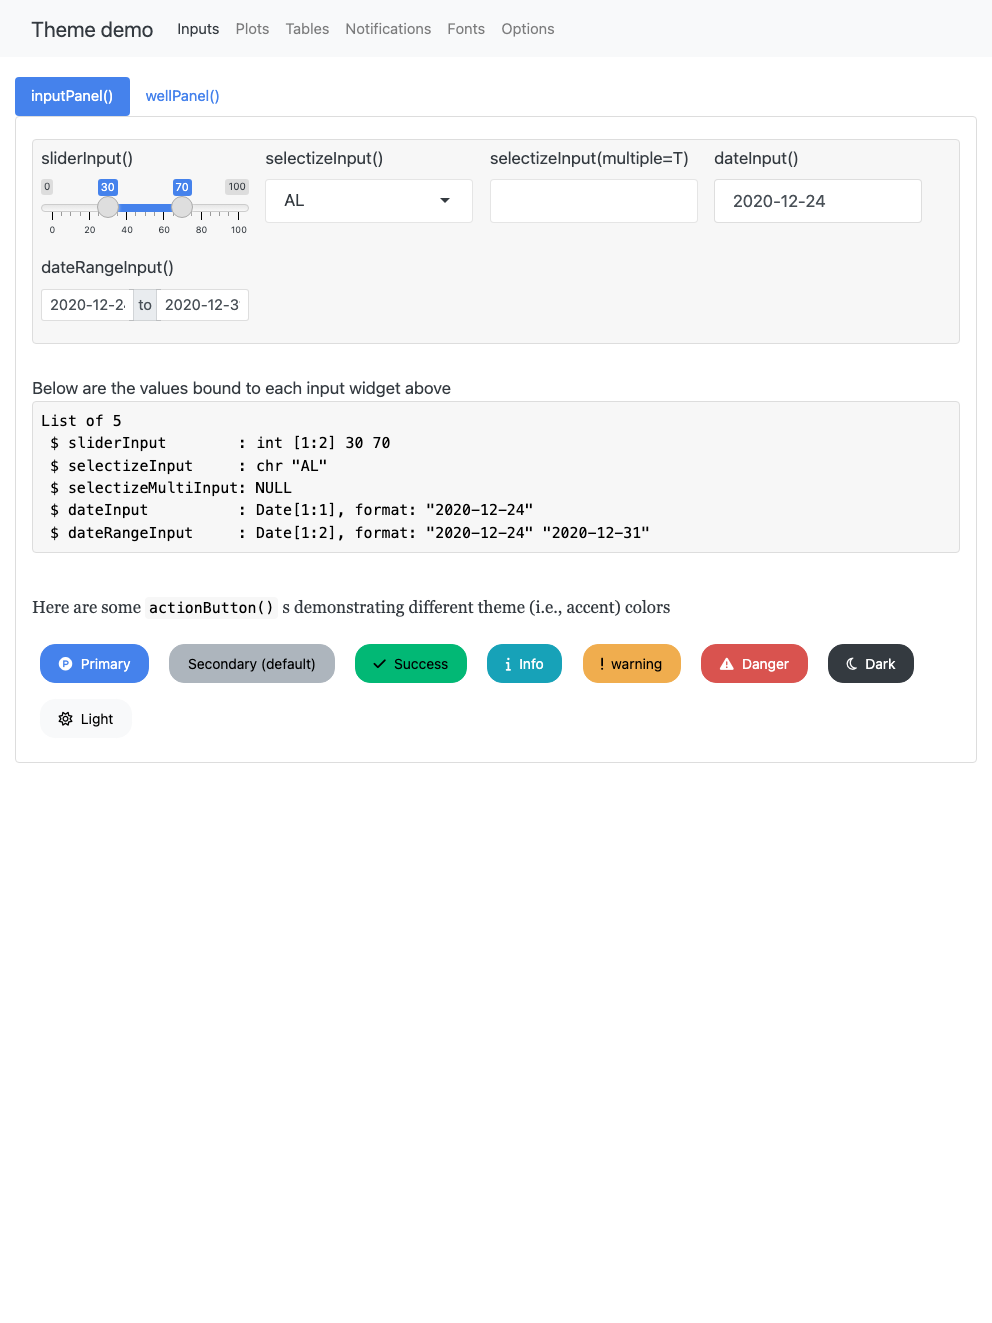 Theme demo Inputs Plots Tables Notifications Fonts Options
inputPanel() wellPanel()
sliderInput() selectizeInput() selectizeInput(multiple=T) dateInput()
0 30 70 100
AL 2020-12-24
0 20 40 60 80 100
dateRangeInput()
2020-12-2 to 2020-12-3
Below are the values bound to each input widget above
List of 5
$ sliderInput : int [1:2] 30 70
$ selectizeInput : chr "AL"
$ selectizeMultiInput: NULL
$ dateInput : Date[1:1], format: "2020-12-24"
$ dateRangeInput : Date[1:2], format: "2020-12-24" "2020-12-31"
Here are some actionButton() s demonstrating different theme (i.e., accent) colors
Primary Secondary (default) Success Info warning Danger Dark
Light